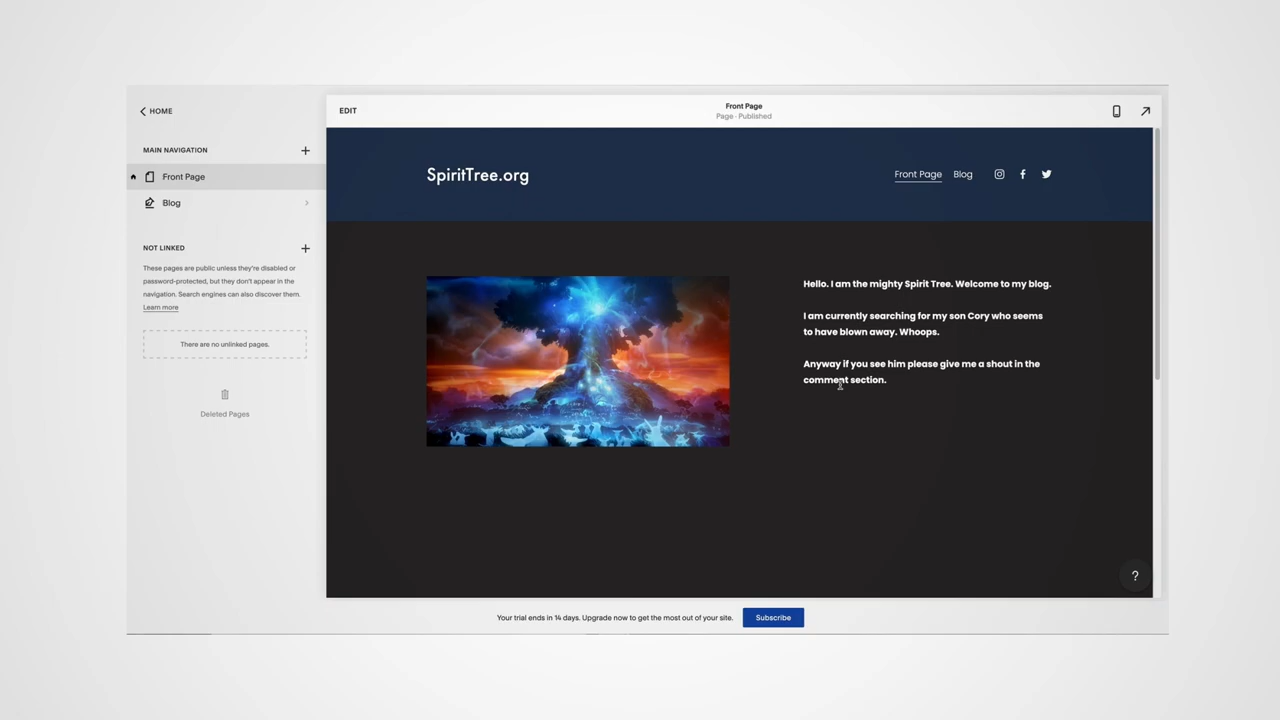 HOME
MAIN NAVIGATION
Front Page
Blog
NOT LINKED
These pages are public unless they're disabled or
password-protected, but they don't appear in the
navigation. Search engines can also discover them.
Learn more
There are no unlinked pages.
Deleted Pages
EDIT
Front Page
Page · Published
SpiritTree.org
Front Page
Blog
Hello. I am the mighty Spirit Tree. Welcome to my blog.
I am currently searching for my son Cory who seems
to have blown away. Whoops.
Anyway if you see him please give me a shout in the
comment section.
?
Your trial ends in 14 days. Upgrade now to get the most out of your site.
Subscribe